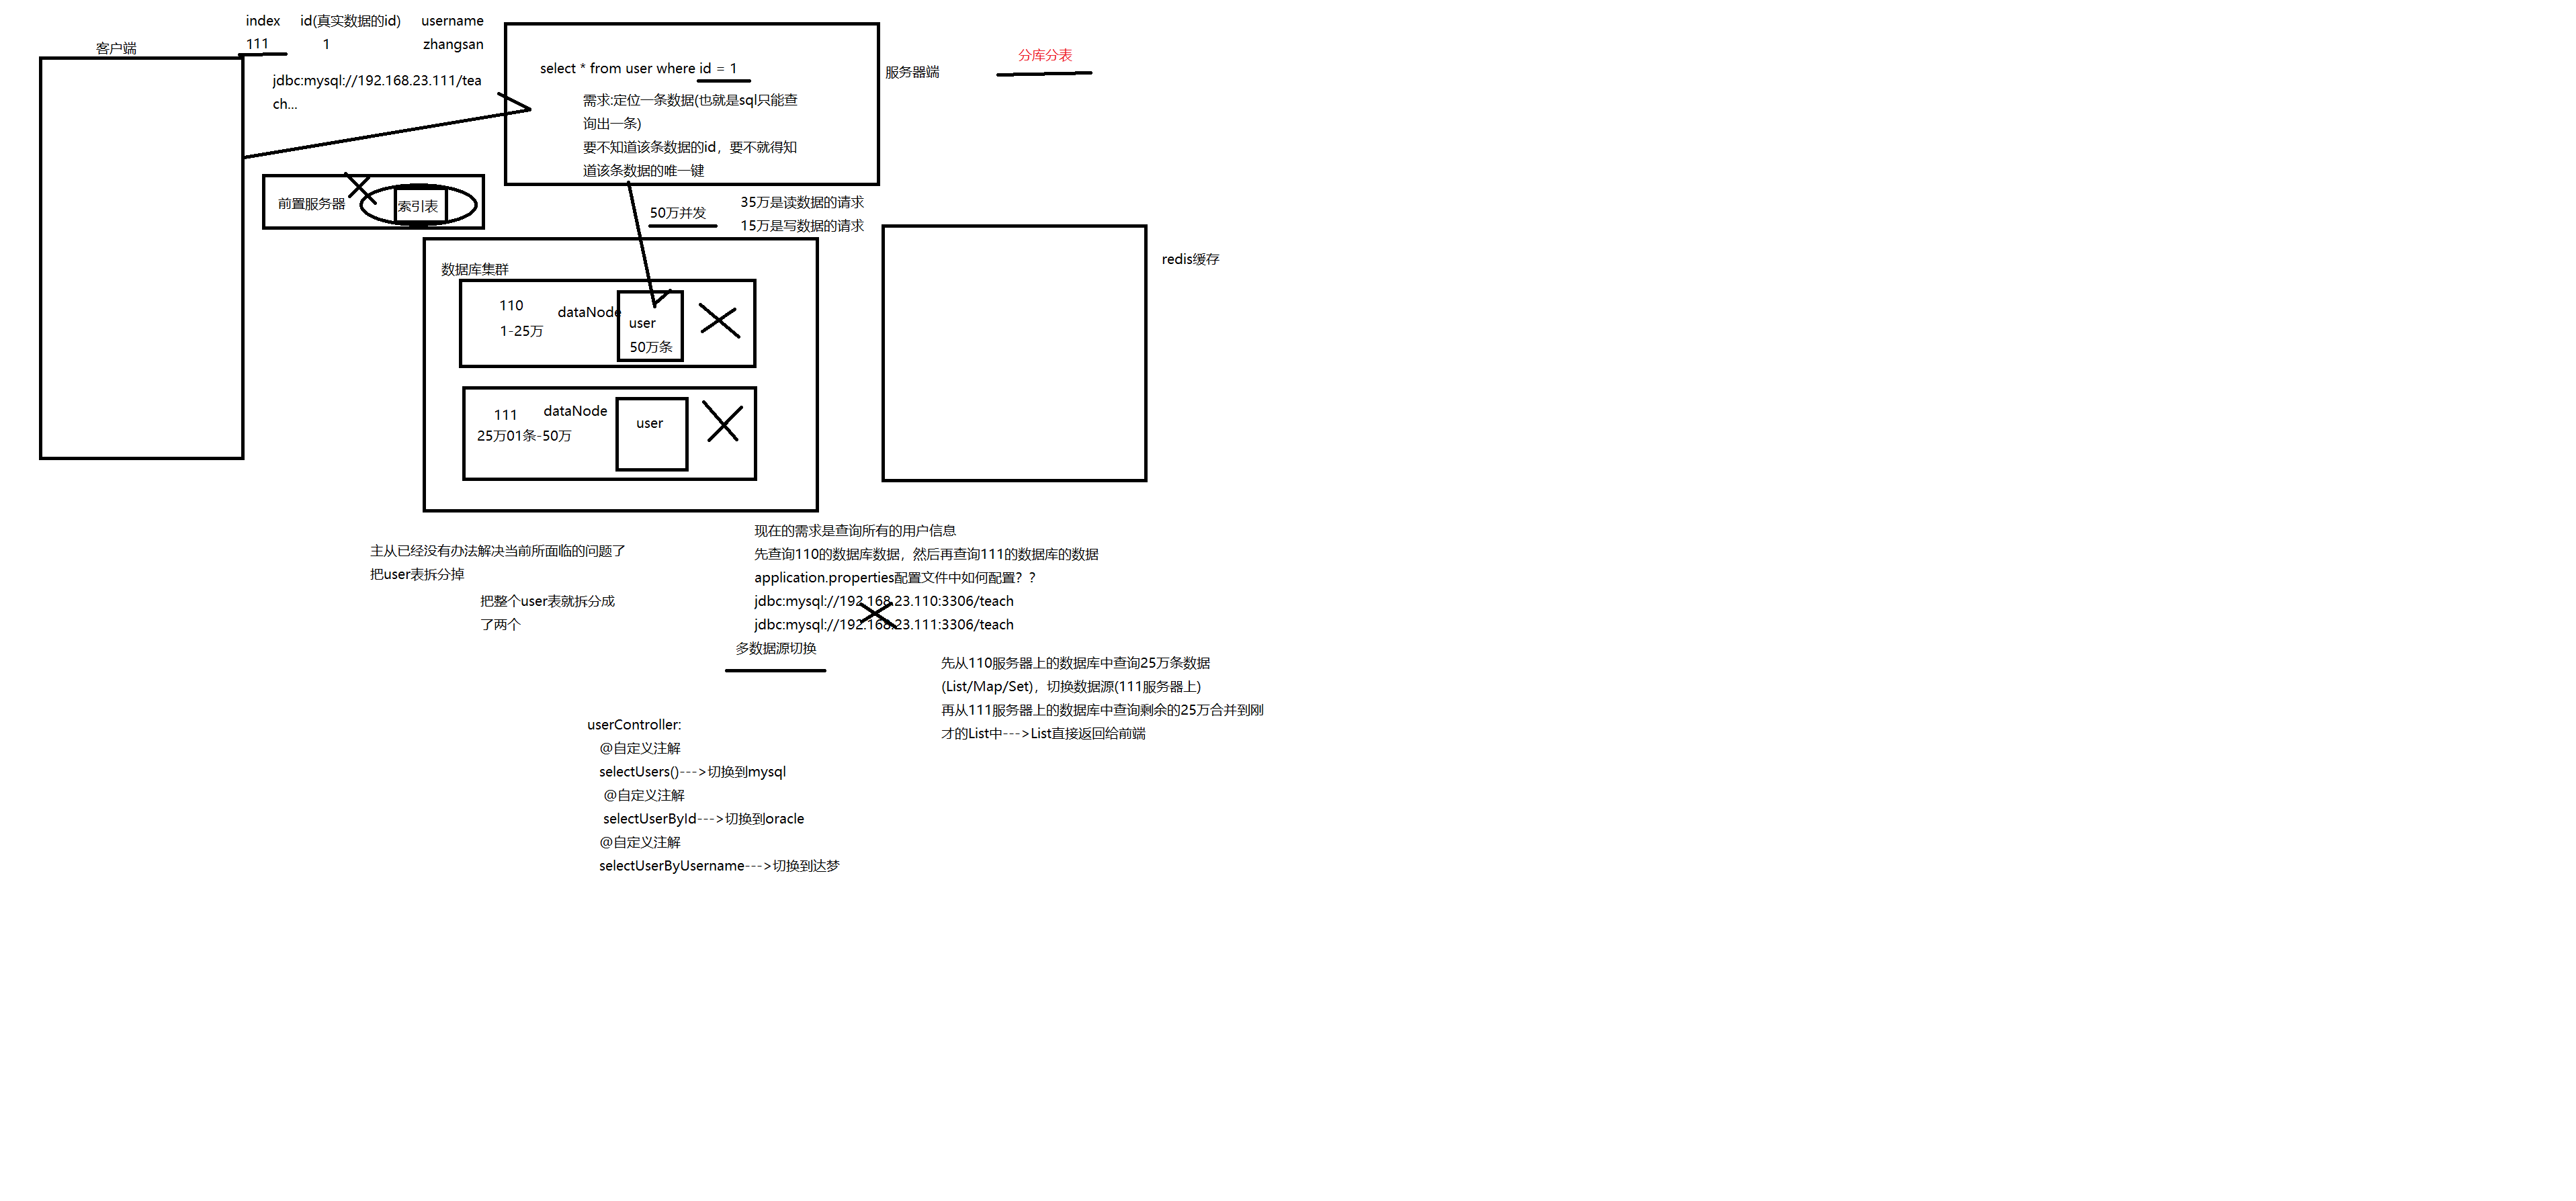 index id(真实数据的id) username
111 1 zhangsan
客户端
jdbc:mysql://192.168.23.111/tea
ch...
select * from user where id = 1
需求:定位一条数据(也就是sql只能查
询出一条)
要不知道该条数据的id，要不就得知
道该条数据的唯一键
服务器端
分库分表
前置服务器
索引表
50万并发
35万是读数据的请求
15万是写数据的请求
数据库集群
110
1-25万
dataNode
user
50万条
111
25万01条-50万
dataNode
user
redis缓存
主从已经没有办法解决当前所面临的问题了
把user表拆分掉
把整个user表就拆分成
了两个
现在的需求是查询所有的用户信息
先查询110的数据库数据，然后再查询111的数据库的数据
application.properties配置文件中如何配置？？
jdbc:mysql://192.168.23.110:3306/teach
jdbc:mysql://192.168.23.111:3306/teach
多数据源切换
先从110服务器上的数据库中查询25万条数据
(List/Map/Set)，切换数据源(111服务器上)
再从111服务器上的数据库中查询剩余的25万合并到刚
才的List中--->List直接返回给前端
userController:
@自定义注解
selectUsers()--->切换到mysql
@自定义注解
selectUserById--->切换到oracle
@自定义注解
selectUserByUsername--->切换到达梦